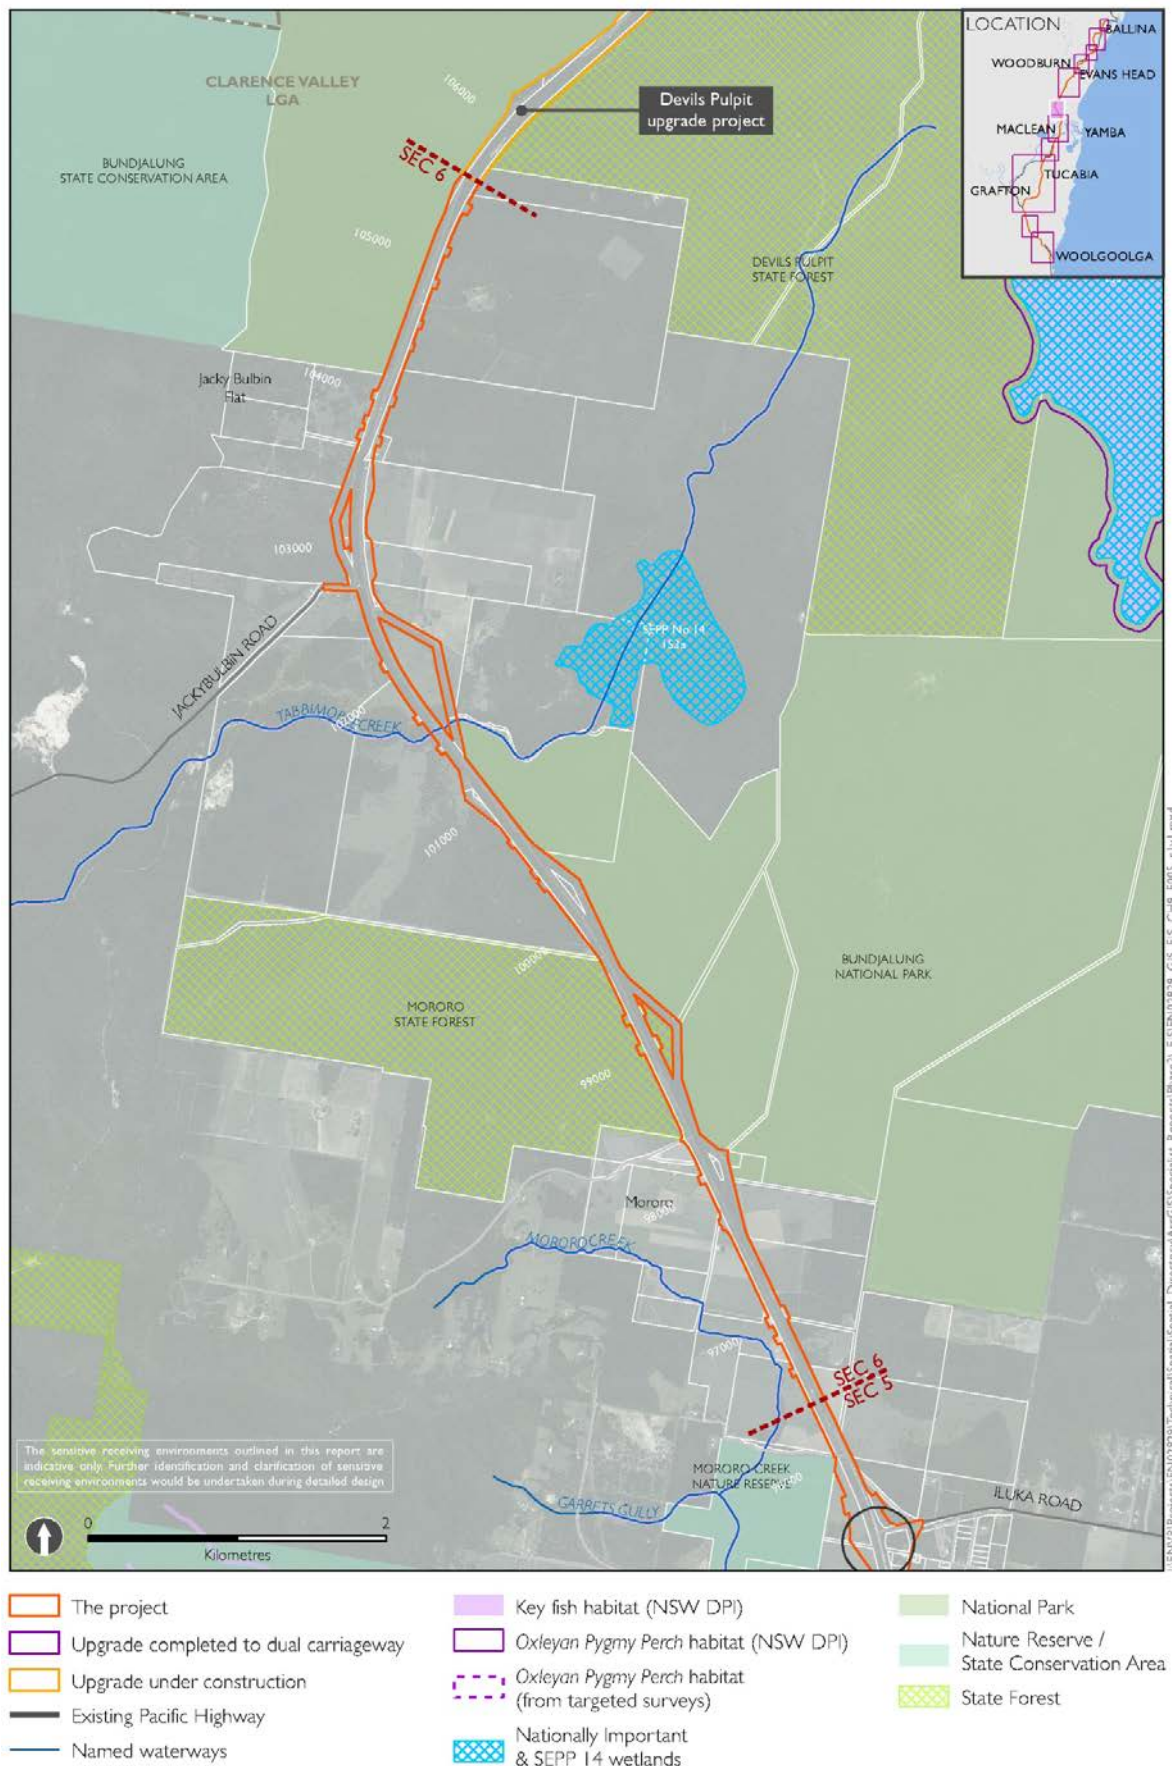 LOCATION
BALLINA
WOODBURN
EVANS HEAD
MACLEAN
YAMBA
TUCABIA
GRAFTON
WOOLGOOLGA
CLARENCE VALLEY
LGA
106000
Devils Pulpit
upgrade project
BUNDJALUNG
STATE CONSERVATION AREA
SEC 6
105000
DEVILS PULPIT
STATE FOREST
Jacky Bulbin
Flat
104000
103000
JACKYBULBIN ROAD
SEPP No 14
TABBIMOBLE CREEK
102000
101000
100000
BUNDJALUNG
NATIONAL PARK
MORORO
STATE FOREST
99000
Mororo
98000
MORORO CREEK
97000
SEC 6
SEC 5
The sensitive receiving environments outlined in this report are
indicative only. Further identification and clarification of sensitive
receiving environments would be undertaken during detailed design
MORORO CREEK
NATURE RESERVE
GARRETS GULLY
ILUKA ROAD
0 2
Kilometres
The project
Upgrade completed to dual carriageway
Upgrade under construction
Existing Pacific Highway
Named waterways
Key fish habitat (NSW DPI)
Oxleyan Pygmy Perch habitat (NSW DPI)
Oxleyan Pygmy Perch habitat
(from targeted surveys)
Nationally Important
& SEPP 14 wetlands
National Park
Nature Reserve /
State Conservation Area
State Forest